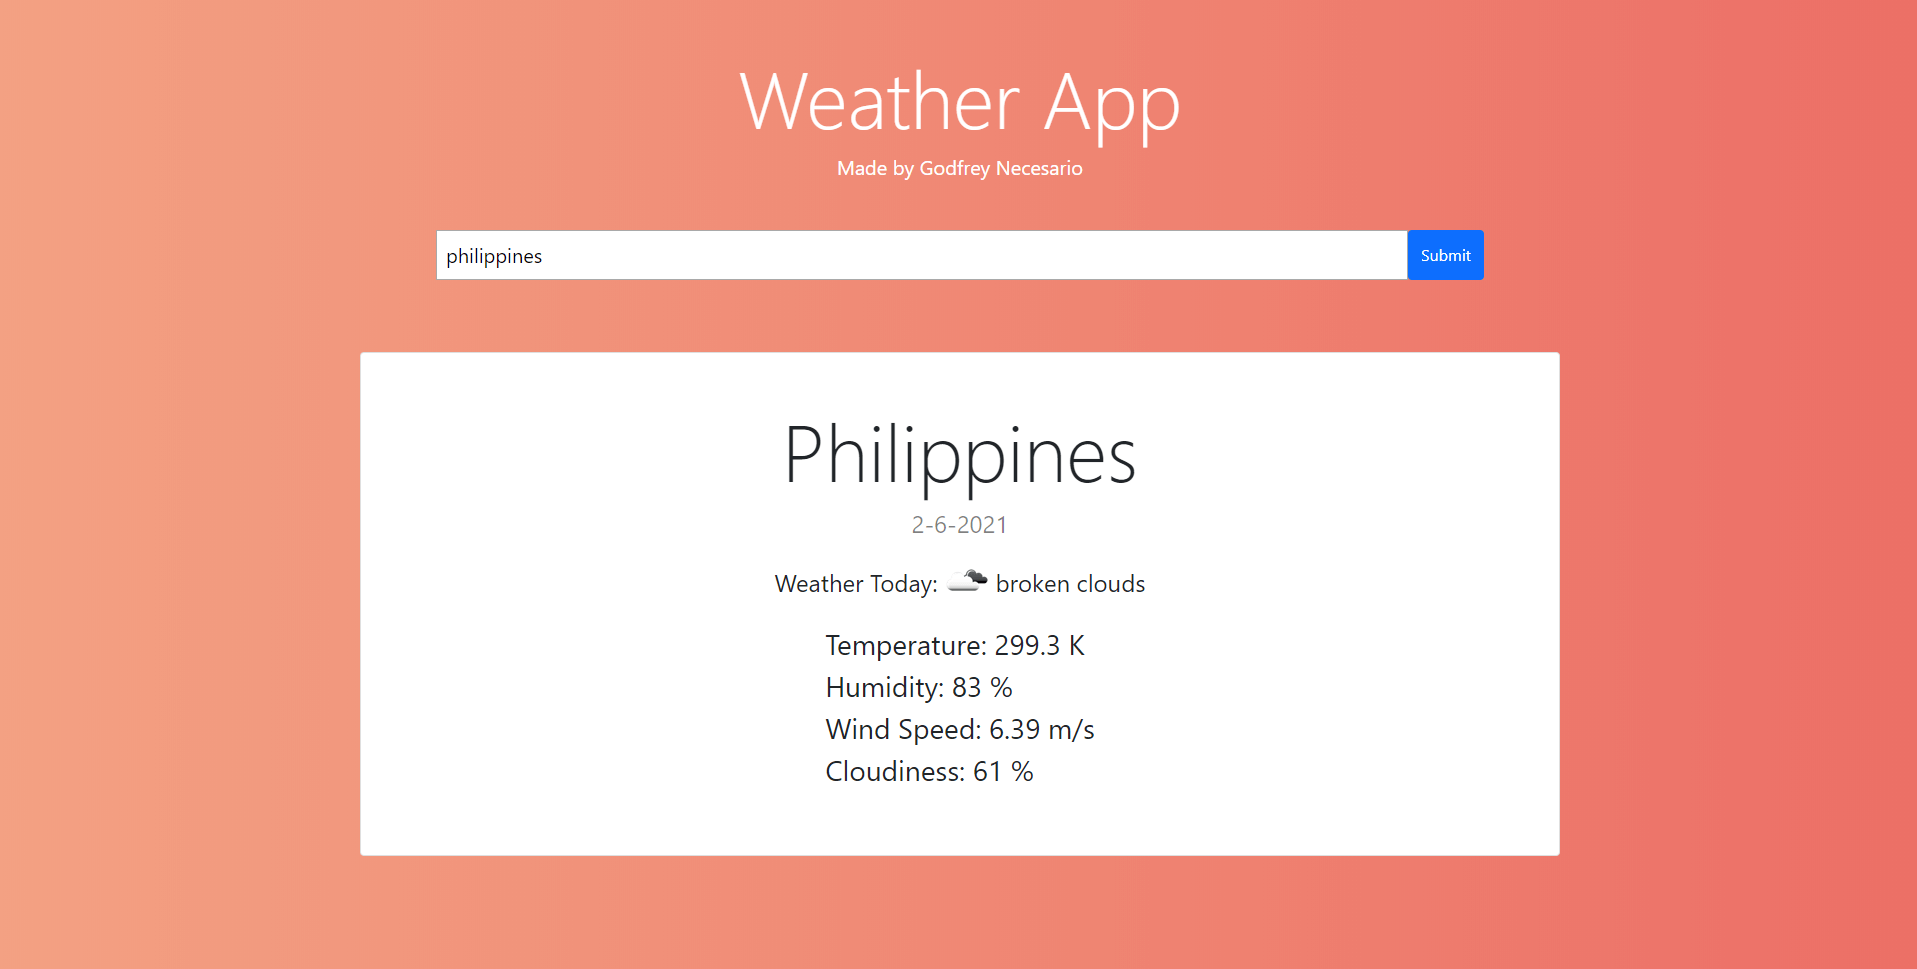 Weather App
Made by Godfrey Necesario
philippines
Submit
Philippines
2-6-2021
Weather Today: broken clouds
Temperature: 299.3 K
Humidity: 83 %
Wind Speed: 6.39 m/s
Cloudiness: 61 %